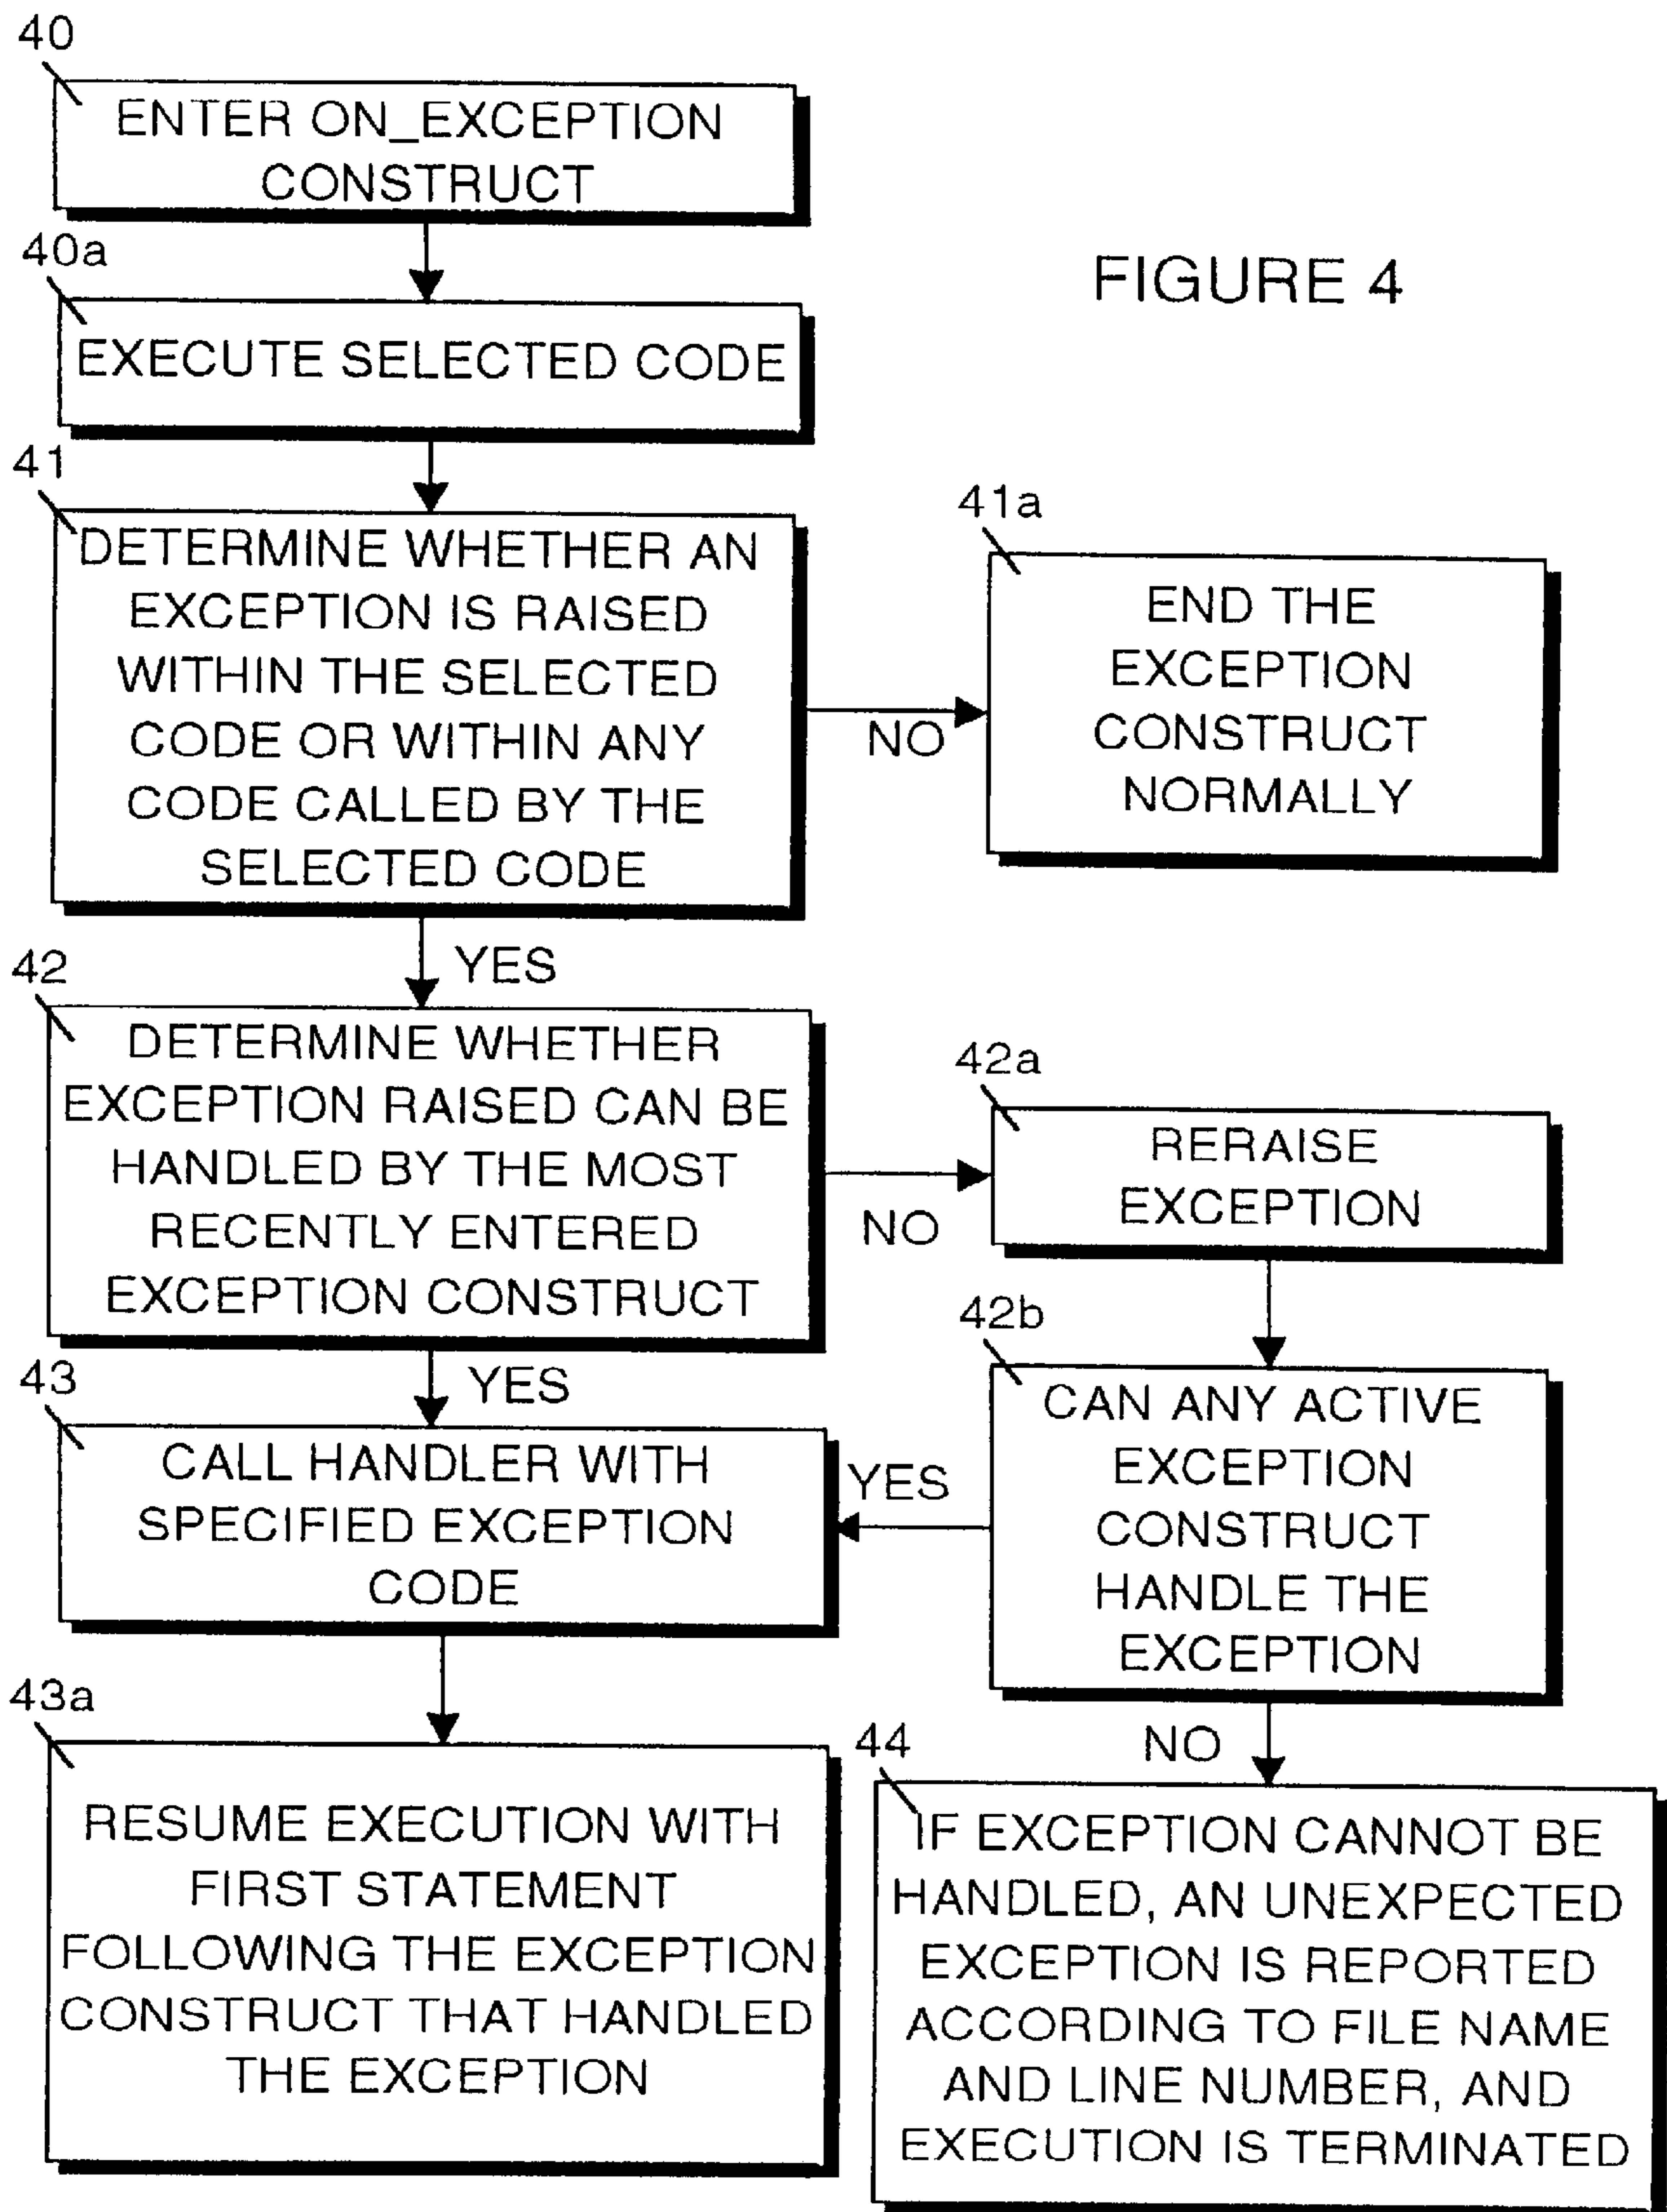 40
ENTER ON_EXCEPTION
CONSTRUCT
40a
EXECUTE SELECTED CODE
FIGURE 4
41
DETERMINE WHETHER AN
EXCEPTION IS RAISED
WITHIN THE SELECTED
CODE OR WITHIN ANY
CODE CALLED BY THE
SELECTED CODE
NO
41a
END THE
EXCEPTION
CONSTRUCT
NORMALLY
YES
42
DETERMINE WHETHER
EXCEPTION RAISED CAN BE
HANDLED BY THE MOST
RECENTLY ENTERED
EXCEPTION CONSTRUCT
NO
42a
RERAISE
EXCEPTION
42b
CAN ANY ACTIVE
EXCEPTION
CONSTRUCT
HANDLE THE
EXCEPTION
YES
YES
43
CALL HANDLER WITH
SPECIFIED EXCEPTION
CODE
43a
RESUME EXECUTION WITH
FIRST STATEMENT
FOLLOWING THE EXCEPTION
CONSTRUCT THAT HANDLED
THE EXCEPTION
NO
44
IF EXCEPTION CANNOT BE
HANDLED, AN UNEXPECTED
EXCEPTION IS REPORTED
ACCORDING TO FILE NAME
AND LINE NUMBER, AND
EXECUTION IS TERMINATED